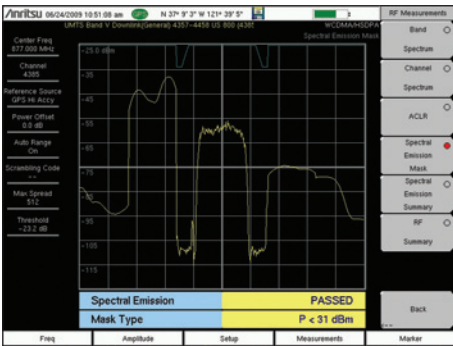 Anritsu 06/24/2009 10:51:08 am N 37° 9' 3" W 121° 39' 5"
RF Measurements
UMTS Band V Downlink(General) 4357-4458 US 800 (4385
WCDMA/HSDPA
Spectral Emission Mask
Center Freq
877.000 MHz
Channel
4385
Reference Source
GPS Hi Accy
Power Offset
0.0 dB
Auto Range
On
Scrambling Code
--
Max Spread
512
Threshold
-23.2 dB
-25.0 dBm
-35
-45
-55
-65
-75
-85
-95
-105
-115
Spectral Emission PASSED
Mask Type P < 31 dBm
Band
Spectrum
Channel
Spectrum
ACLR
Spectral
Emission
Mask
Spectral
Emission
Summary
RF
Summary
Back
Freq Amplitude Setup Measurements Marker